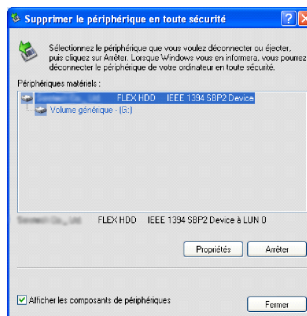 Supprimer le périphérique en toute sécurité
Sélectionnez le périphérique que vous voulez déconnecter ou éjecter,
puis cliquez sur Arrêter. Lorsque Windows vous en informera, vous pourrez
déconnecter le périphérique de votre ordinateur en toute sécurité.
Périphériques matériels :
FLEX HDD IEEE 1394 SBP2 Device
Volume générique - (G:)
FLEX HDD IEEE 1394 SBP2 Device à LUN 0
Propriétés Arrêter
Afficher les composants de périphériques
Fermer